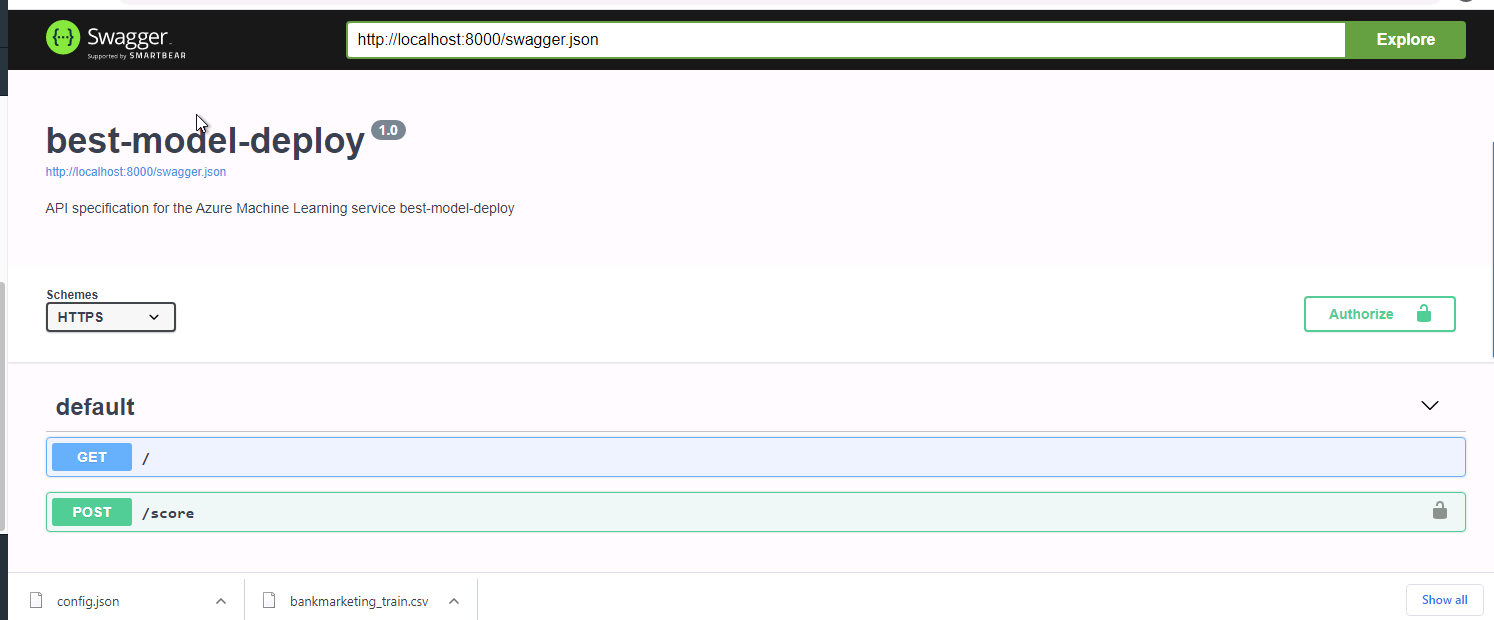 Swagger.
Supported by SMARTBEAR
http://localhost:8000/swagger.json
Explore
best-model-deploy 1.0
http://localhost:8000/swagger.json
API specification for the Azure Machine Learning service best-model-deploy
Schemes
HTTPS
Authorize
default
GET /
POST /score
config.json
bankmarketing_train.csv
Show all